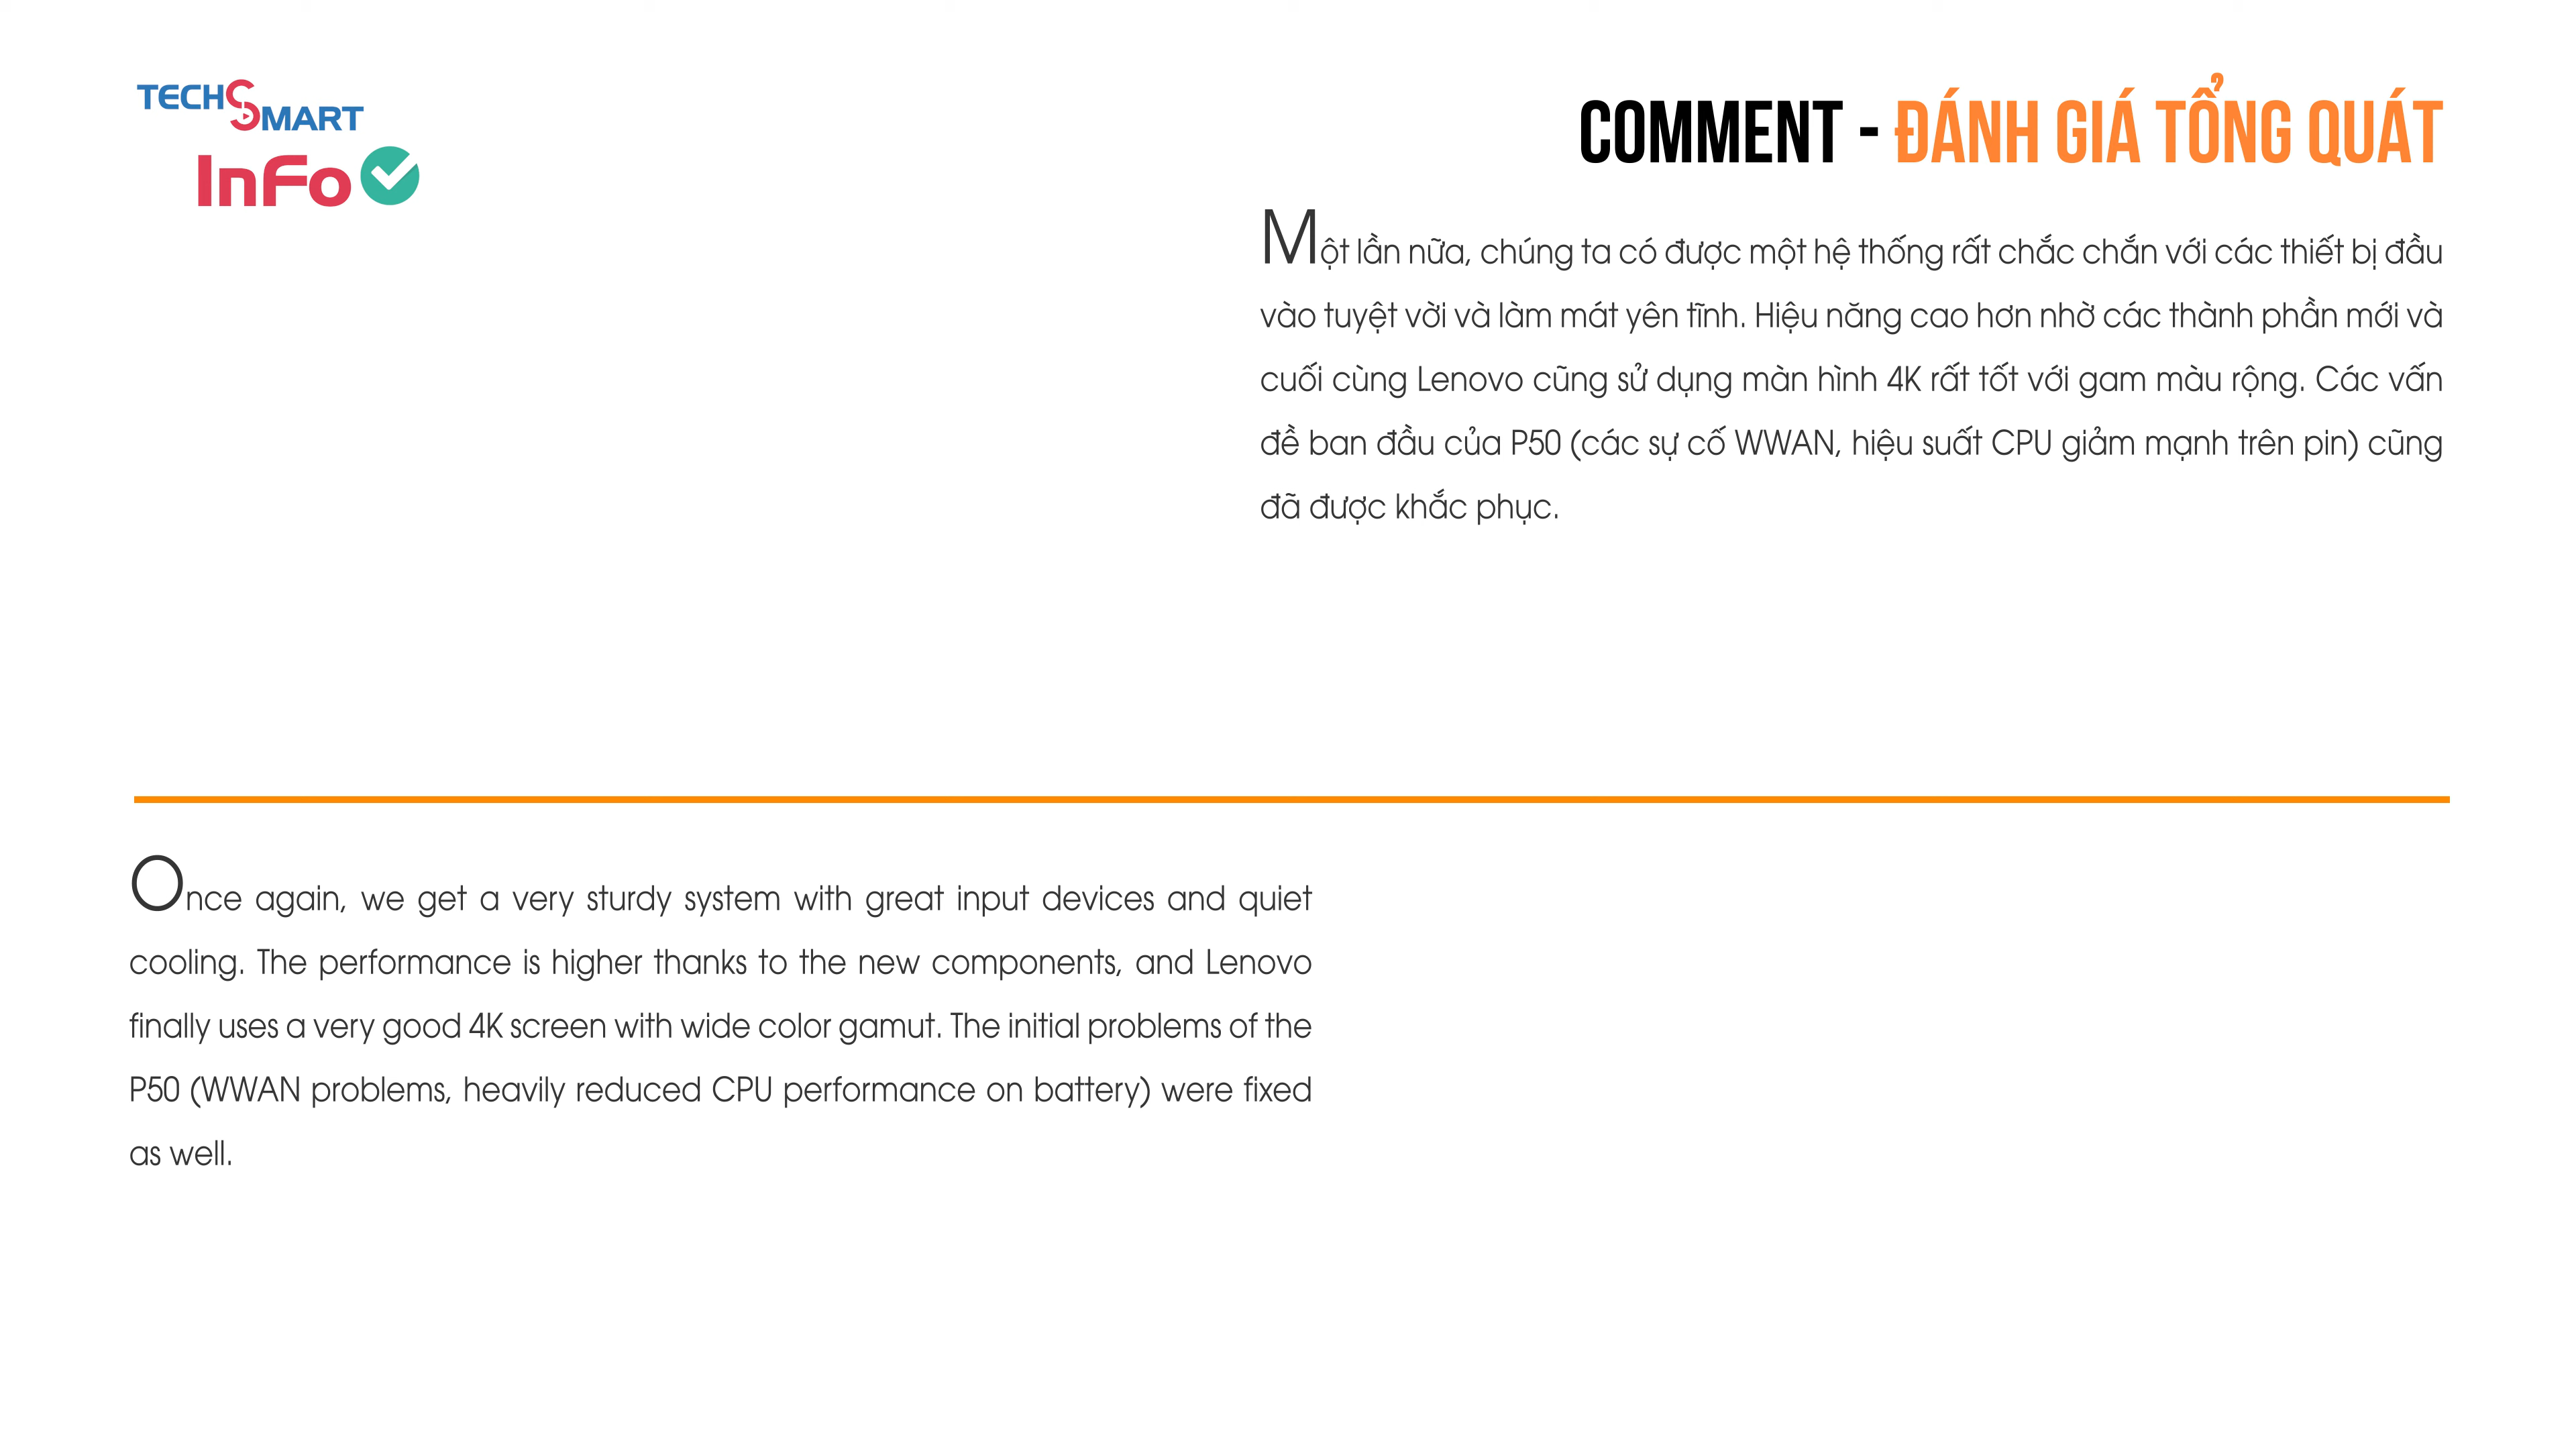 TECHSMART
InFo
COMMENT - ĐÁNH GIÁ TỔNG QUÁT
Một lần nữa, chúng ta có được một hệ thống rất chắc chắn với các thiết bị đầu
vào tuyệt vời và làm mát yên tĩnh. Hiệu năng cao hơn nhờ các thành phần mới và
cuối cùng Lenovo cũng sử dụng màn hình 4K rất tốt với gam màu rộng. Các vấn
đề ban đầu của P50 (các sự cố WWAN, hiệu suất CPU giảm mạnh trên pin) cũng
đã được khắc phục.
Once again, we get a very sturdy system with great input devices and quiet
cooling. The performance is higher thanks to the new components, and Lenovo
finally uses a very good 4K screen with wide color gamut. The initial problems of the
P50 (WWAN problems, heavily reduced CPU performance on battery) were fixed
as well.